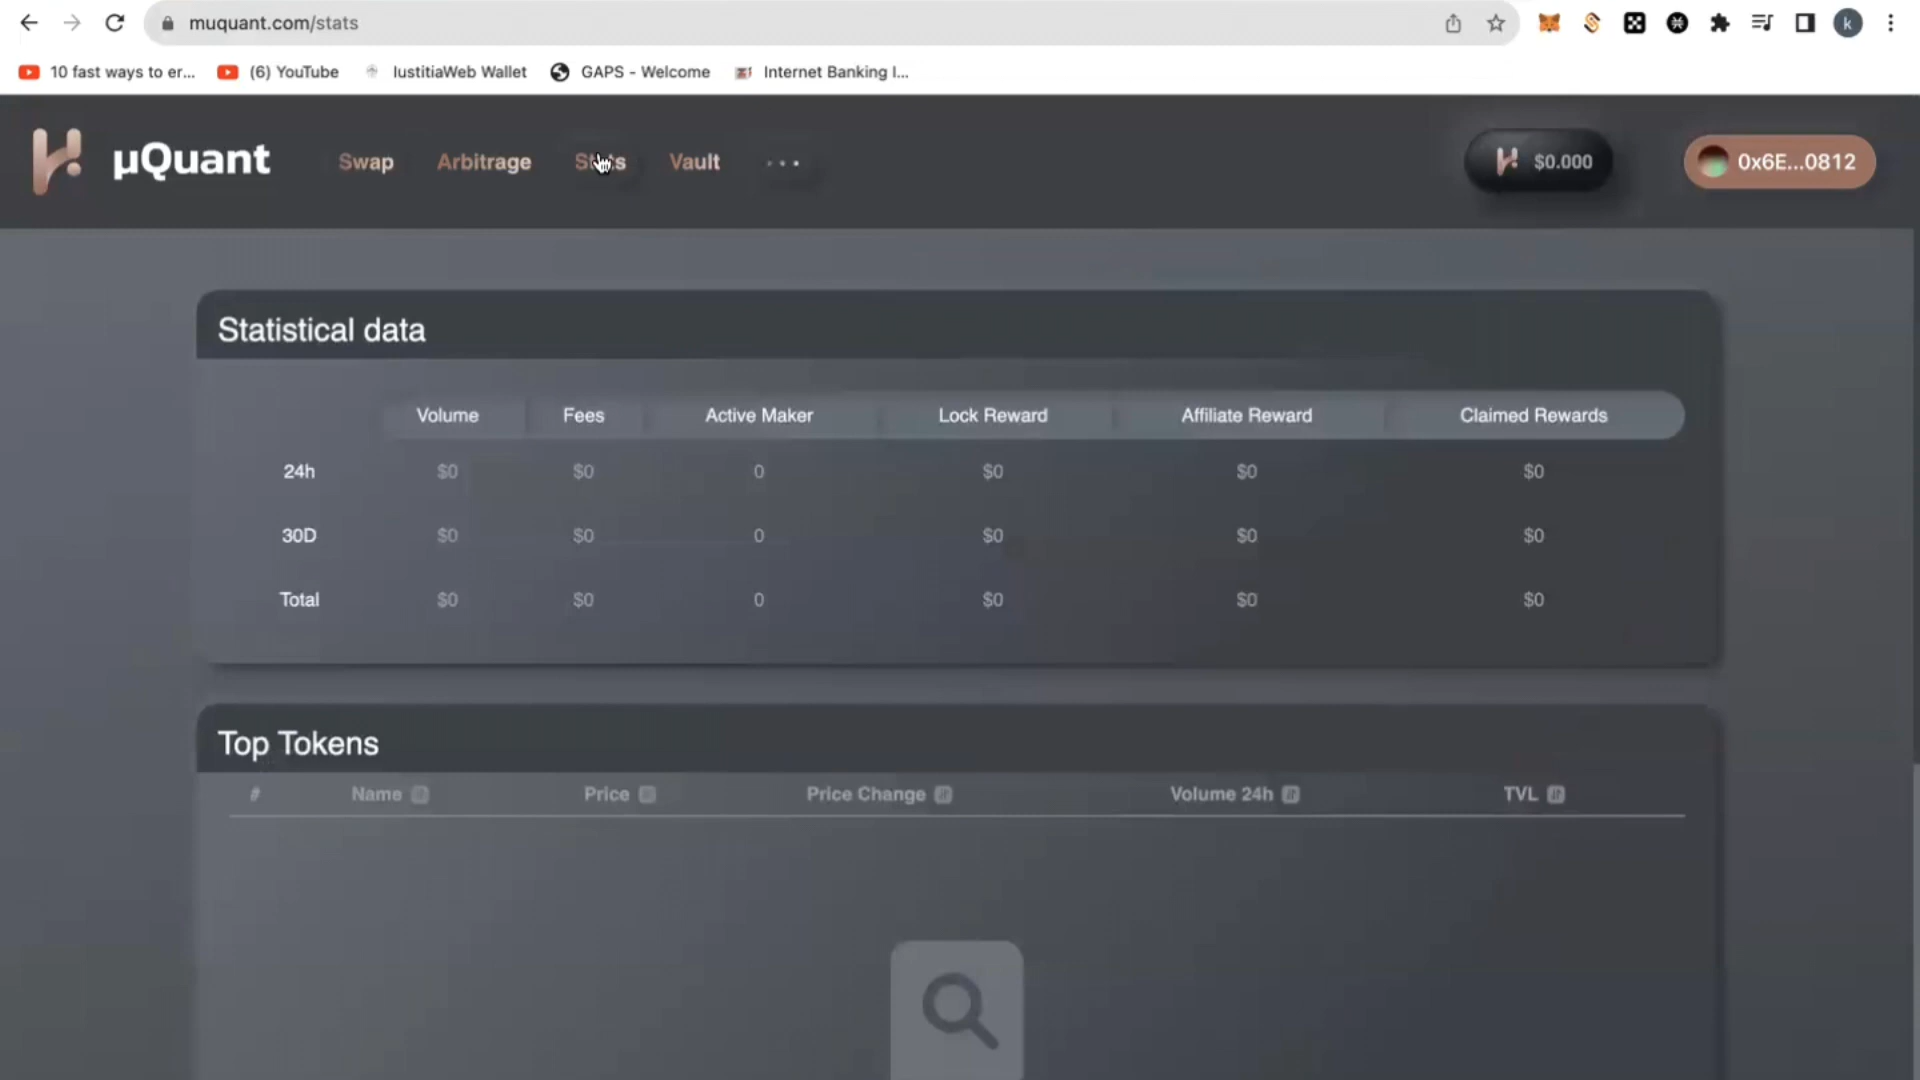 muquant.com/stats
k
10 fast ways to er... (6) YouTube IustitiaWeb Wallet GAPS - Welcome Internet Banking I...
µQuant Swap Arbitrage Stats Vault ... $0.000 0x6E...0812
Statistical data
Volume Fees Active Maker Lock Reward Affiliate Reward Claimed Rewards
24h $0 $0 0 $0 $0 $0
30D $0 $0 0 $0 $0 $0
Total $0 $0 0 $0 $0 $0
Top Tokens
# Name Price Price Change Volume 24h TVL